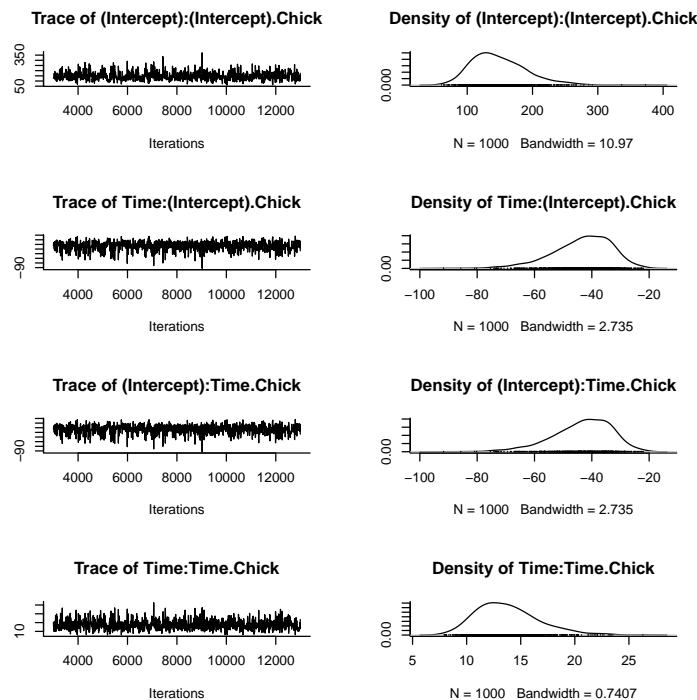 Trace of (Intercept):(Intercept).Chick
350
50
4000 6000 8000 10000 12000
Iterations
Density of (Intercept):(Intercept).Chick
0.000
100 200 300 400
N = 1000 Bandwidth = 10.97
Trace of Time:(Intercept).Chick
−90
4000 6000 8000 10000 12000
Iterations
Density of Time:(Intercept).Chick
0.00
−100 −80 −60 −40 −20
N = 1000 Bandwidth = 2.735
Trace of (Intercept):Time.Chick
−90
4000 6000 8000 10000 12000
Iterations
Density of (Intercept):Time.Chick
0.00
−100 −80 −60 −40 −20
N = 1000 Bandwidth = 2.735
Trace of Time:Time.Chick
10
4000 6000 8000 10000 12000
Iterations
Density of Time:Time.Chick
0.00
5 10 15 20 25
N = 1000 Bandwidth = 0.7407